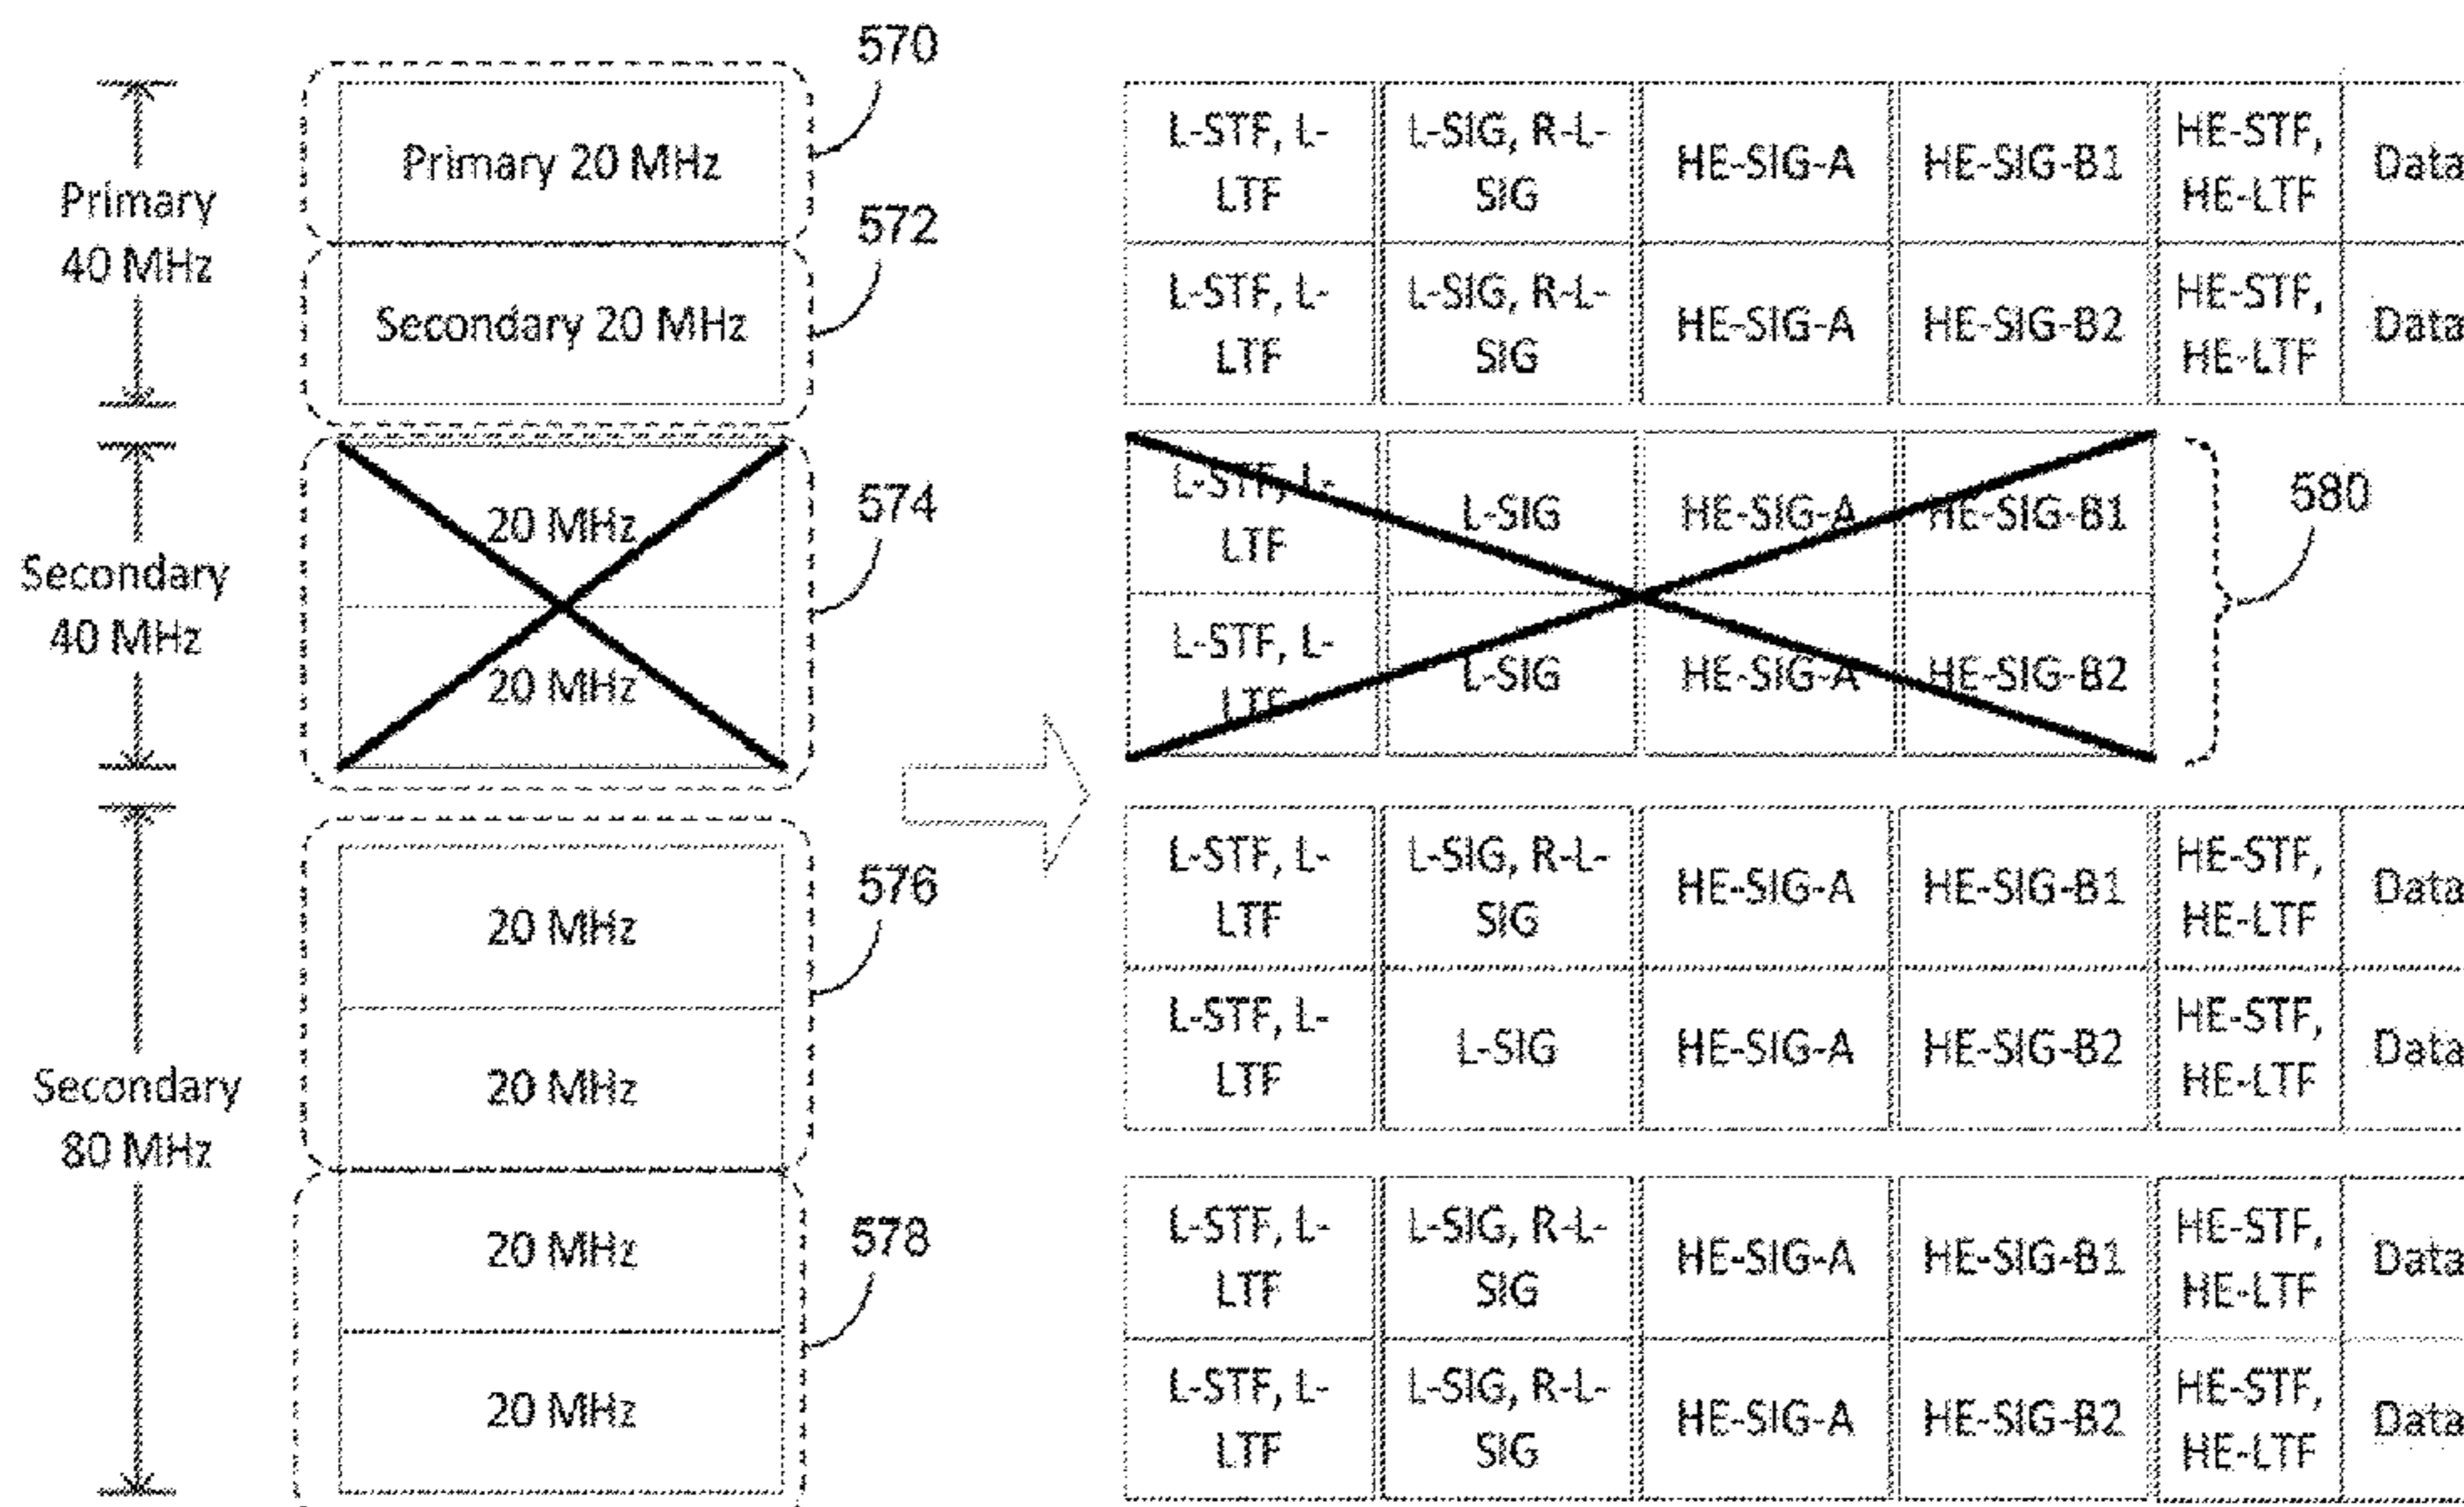 Primary
40 MHz
Secondary
40 MHz
Secondary
80 MHz
Primary 20 MHz
Secondary 20 MHz
20 MHz
20 MHz
20 MHz
20 MHz
20 MHz
20 MHz
570
572
574
576
578
L-STF, L-
LTF
L-SIG, R-L-
SIG
HE-SIG-A
HE-SIG-B1
HE-STF,
HE-LTF
Data
L-STF, L-
LTF
L-SIG, R-L-
SIG
HE-SIG-A
HE-SIG-B2
HE-STF,
HE-LTF
Data
L-STF, L-
LTF
L-SIG
HE-SIG-A
HE-SIG-B1
L-STF, L-
LTF
L-SIG
HE-SIG-A
HE-SIG-B2
580
L-STF, L-
LTF
L-SIG, R-L-
SIG
HE-SIG-A
HE-SIG-B1
HE-STF,
HE-LTF
Data
L-STF, L-
LTF
L-SIG
HE-SIG-A
HE-SIG-B2
HE-STF,
HE-LTF
Data
L-STF, L-
LTF
L-SIG, R-L-
SIG
HE-SIG-A
HE-SIG-B1
HE-STF,
HE-LTF
Data
L-STF, L-
LTF
L-SIG, R-L-
SIG
HE-SIG-A
HE-SIG-B2
HE-STF,
HE-LTF
Data